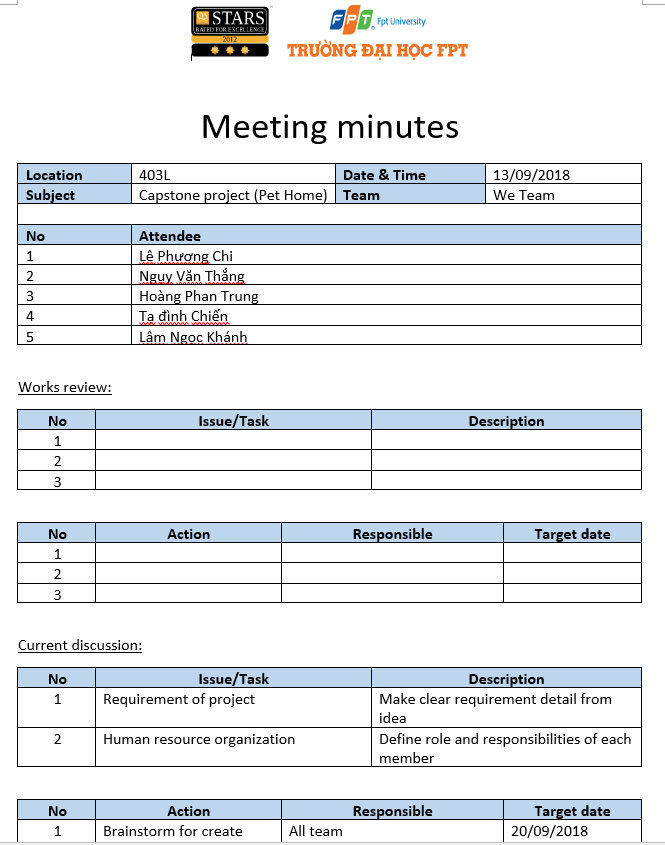 QS STARS
RATED FOR EXCELLENCE
2012
FPT Fpt University
TRƯỜNG ĐẠI HỌC FPT
Meeting minutes
Location 403L Date & Time 13/09/2018
Subject Capstone project (Pet Home) Team We Team
No Attendee
1 Lê Phương Chi
2 Ngụy Văn Thắng
3 Hoàng Phan Trung
4 Tạ đình Chiến
5 Lâm Ngọc Khánh
Works review:
No Issue/Task Description
1
2
3
No Action Responsible Target date
1
2
3
Current discussion:
No Issue/Task Description
1 Requirement of project Make clear requirement detail from
idea
2 Human resource organization Define role and responsibilities of each
member
No Action Responsible Target date
1 Brainstorm for create All team 20/09/2018